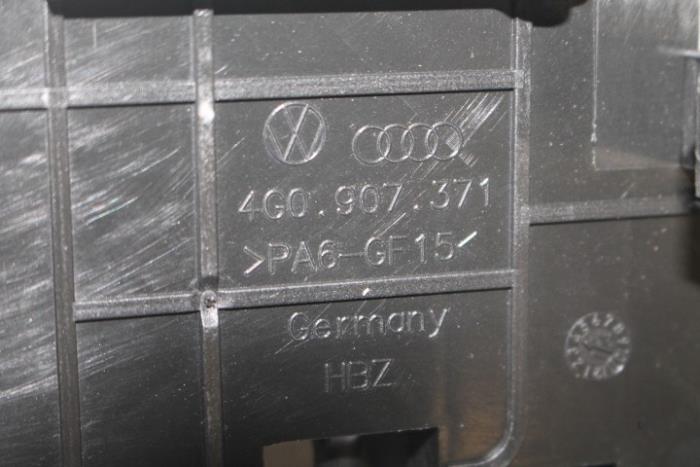 4G0.907.371
>PA6-GF15<
Germany
HBZ